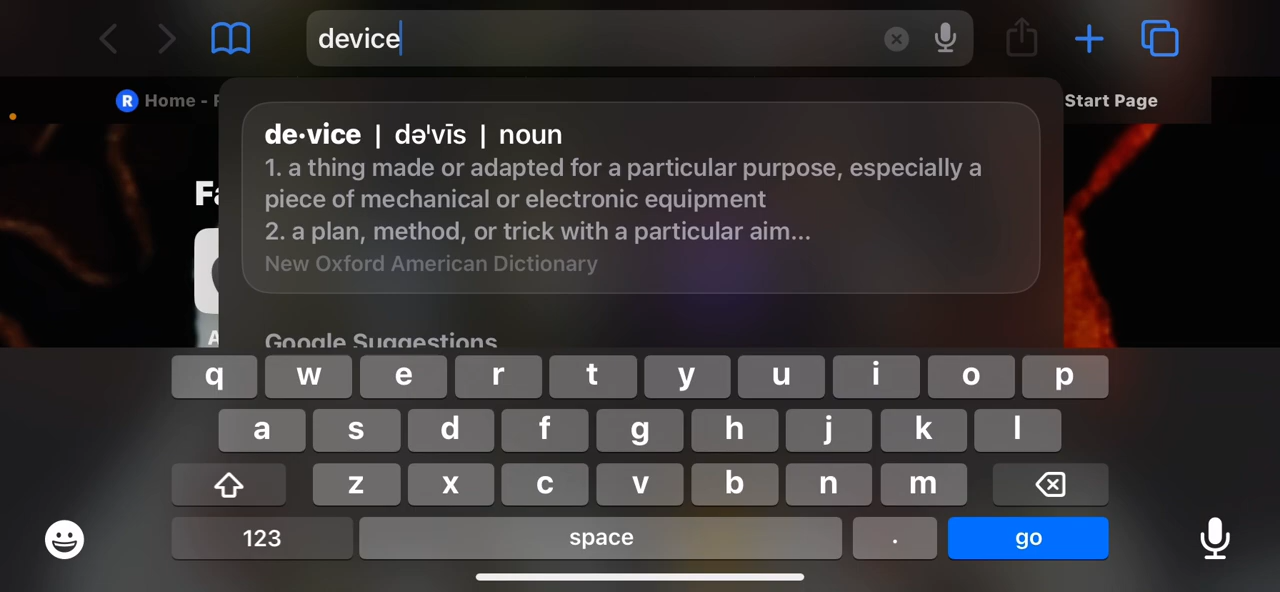 device
R Home -
Start Page
de·vice | dəˈvīs | noun
1. a thing made or adapted for a particular purpose, especially a
piece of mechanical or electronic equipment
2. a plan, method, or trick with a particular aim...
New Oxford American Dictionary
Google Suggestions
q w e r t y u i o p
a s d f g h j k l
z x c v b n m
123 space . go